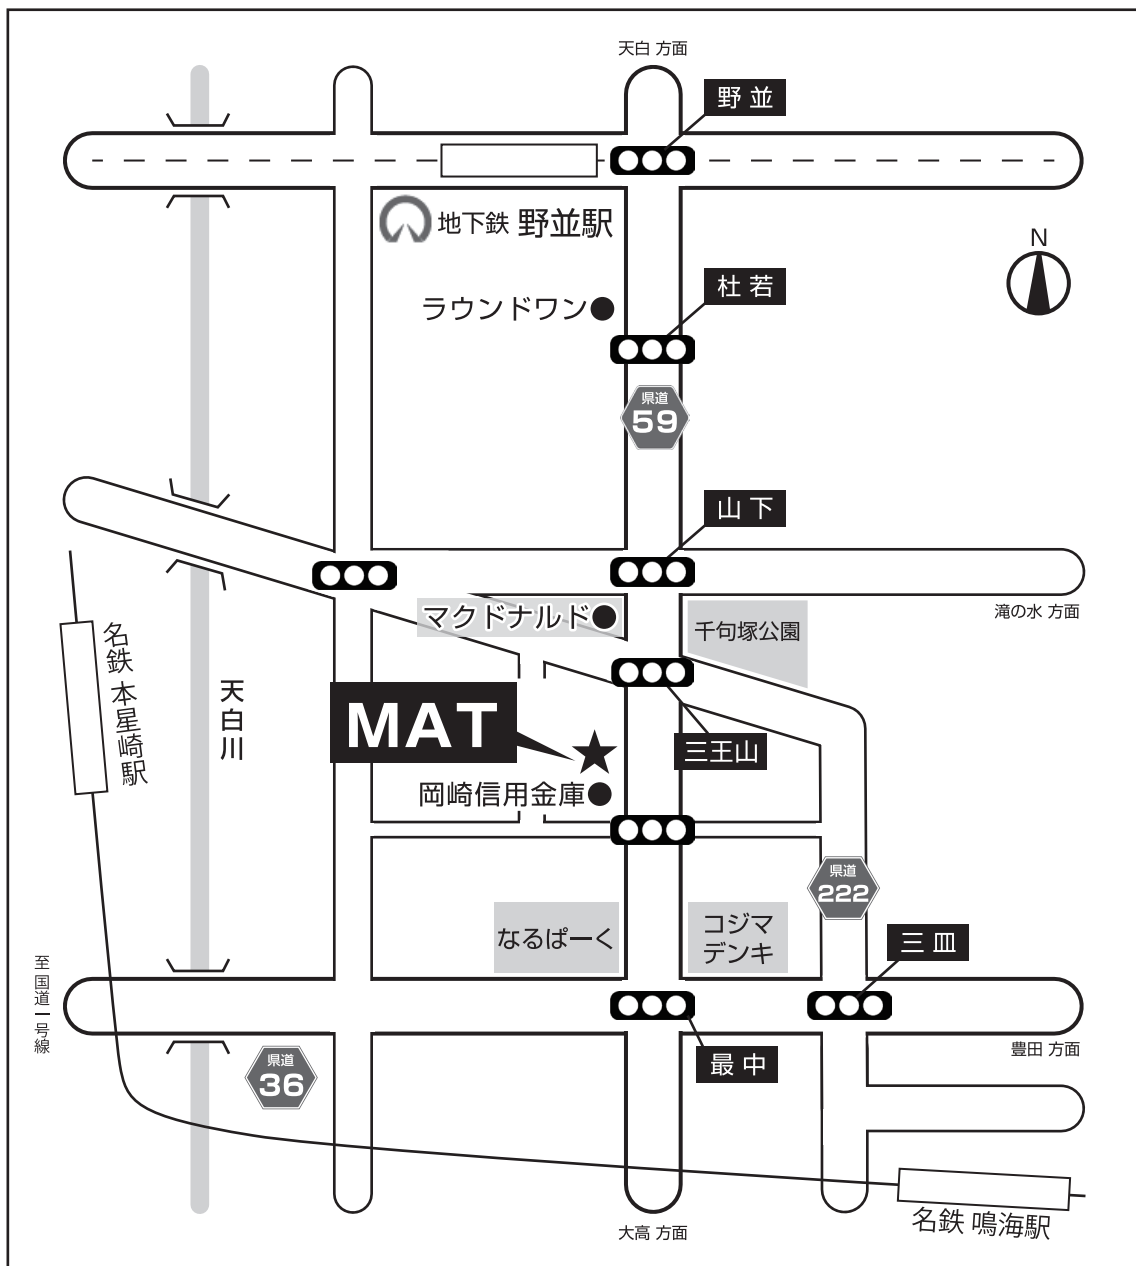 天白 方面
野 並
地下鉄 野並駅
N
杜 若
ラウンドワン
県道
59
山 下
滝の水 方面
マクドナルド
千句塚公園
名鉄 本星崎駅
天白川
MAT
三王山
岡崎信用金庫
県道
222
なるぱーく
コジマ
デンキ
三 皿
至 国道一号線
最 中
豊田 方面
県道
36
名鉄 鳴海駅
大高 方面